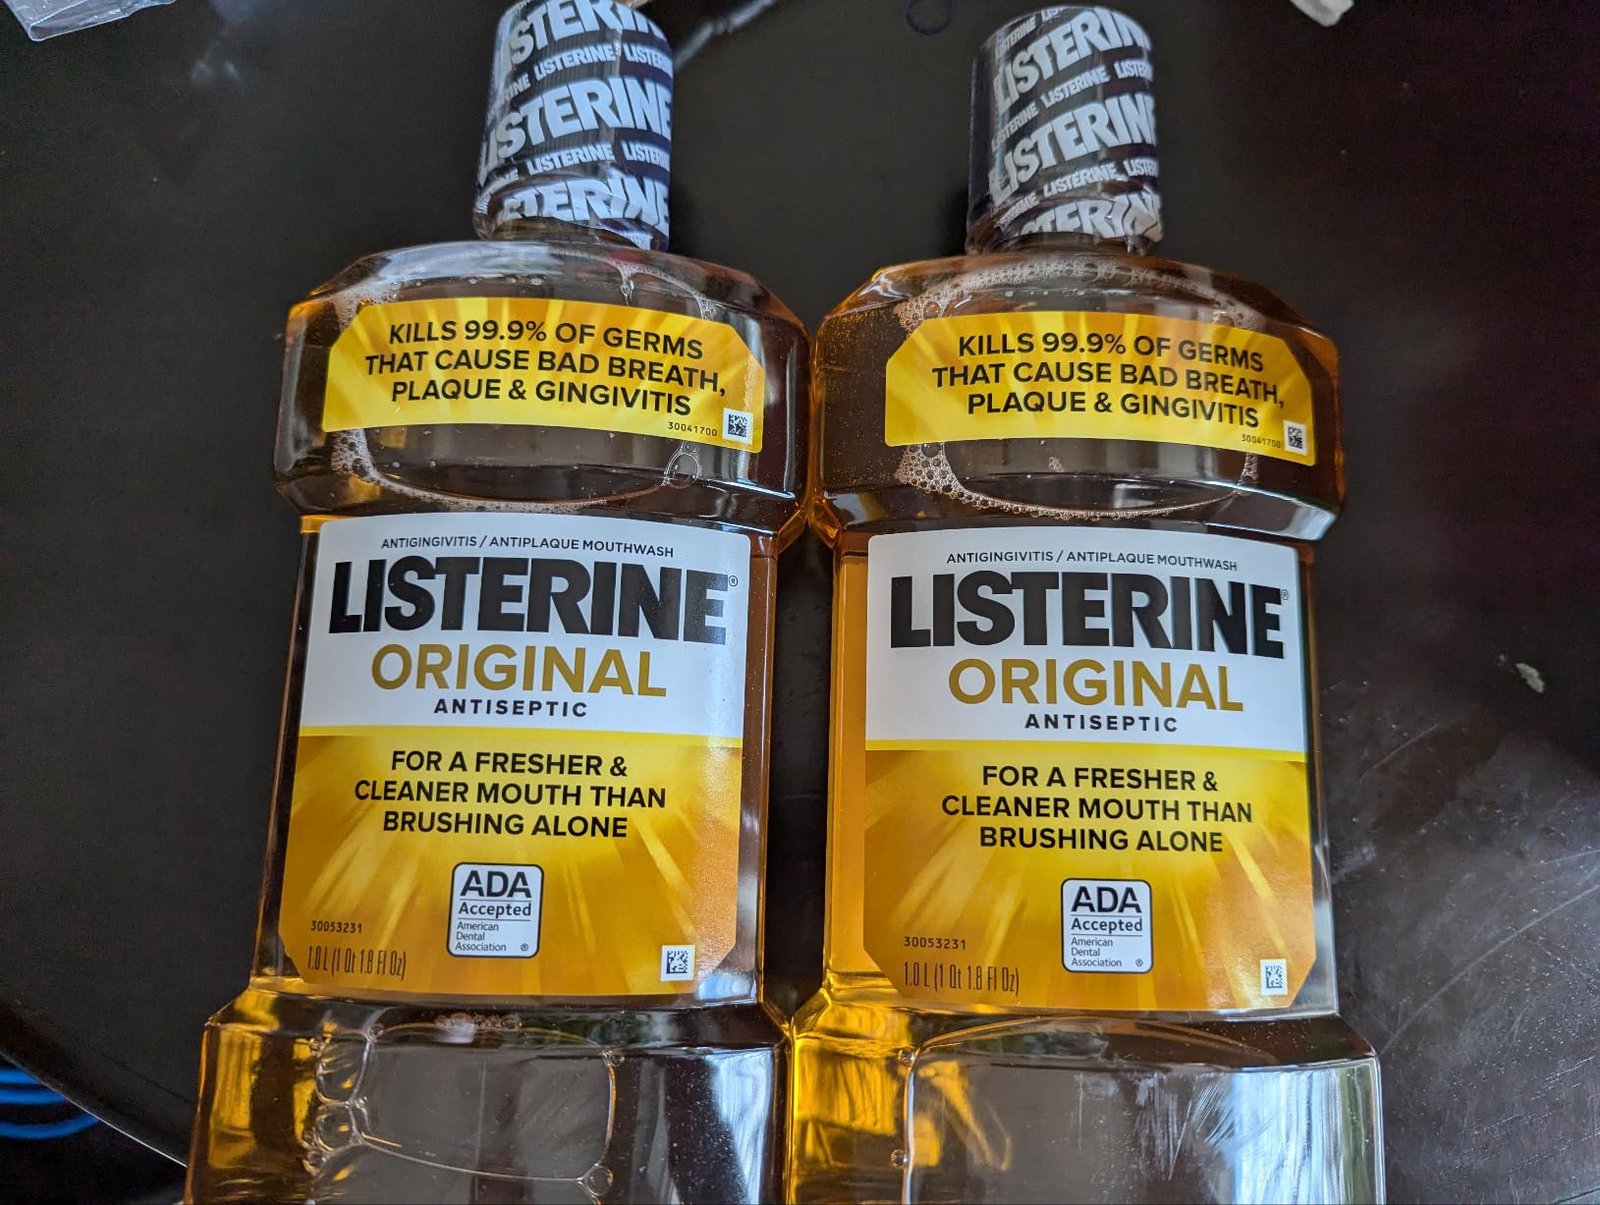 LISTERINE
LISTERINE
LISTERINE
LISTERINE
KILLS 99.9% OF GERMS
THAT CAUSE BAD BREATH,
PLAQUE & GINGIVITIS
30041700
ANTIGINGIVITIS / ANTIPLAQUE MOUTHWASH
LISTERINE®
ORIGINAL
ANTISEPTIC
FOR A FRESHER &
CLEANER MOUTH THAN
BRUSHING ALONE
ADA
Accepted
American
Dental
Association ®
30053231
1.0 L (1 Qt 1.8 Fl Oz)
LISTERINE
LISTERINE
LISTERINE
LISTERINE
KILLS 99.9% OF GERMS
THAT CAUSE BAD BREATH,
PLAQUE & GINGIVITIS
30041700
ANTIGINGIVITIS / ANTIPLAQUE MOUTHWASH
LISTERINE®
ORIGINAL
ANTISEPTIC
FOR A FRESHER &
CLEANER MOUTH THAN
BRUSHING ALONE
ADA
Accepted
American
Dental
Association ®
30053231
1.0 L (1 Qt 1.8 Fl Oz)